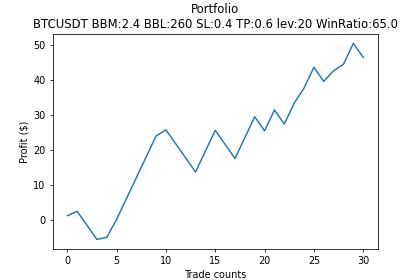 Portfolio
BTCUSDT BBM:2.4 BBL:260 SL:0.4 TP:0.6 lev:20 WinRatio:65.0
50
40
30
20
10
0
Profit ($)
0 5 10 15 20 25 30
Trade counts